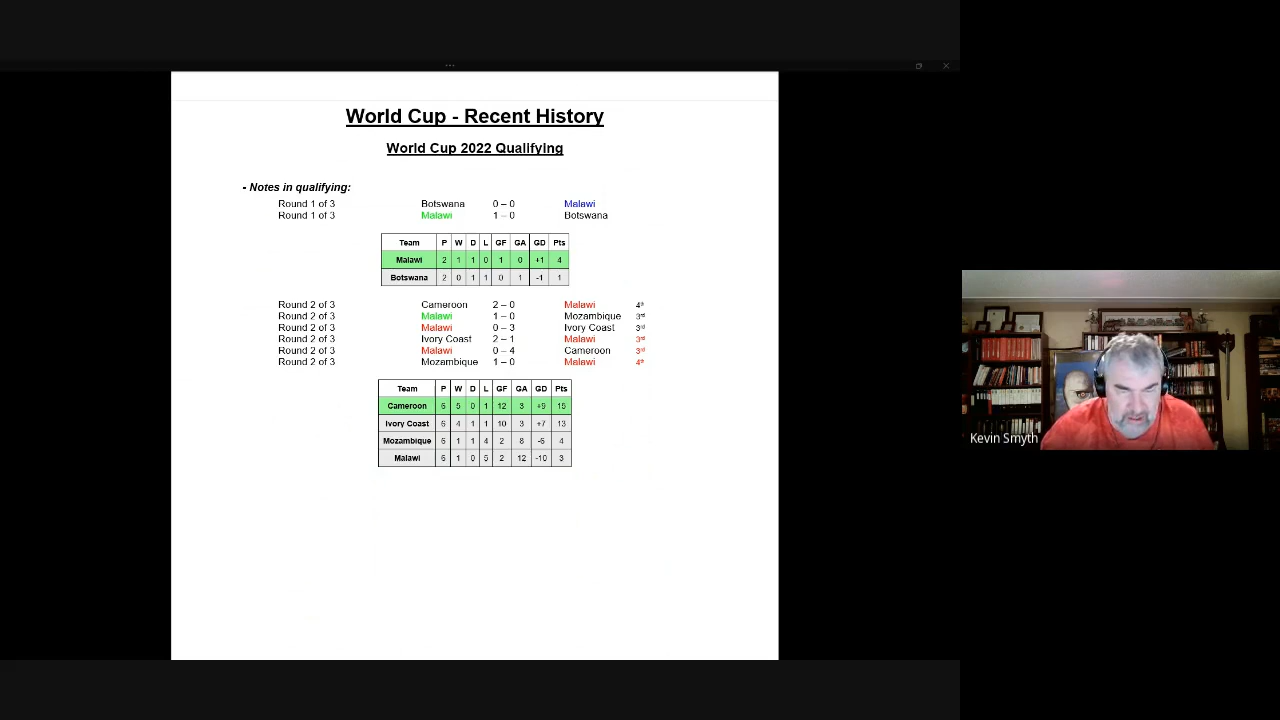 World Cup - Recent History
World Cup 2022 Qualifying
- Notes in qualifying:
Round 1 of 3 Botswana 0 – 0 Malawi
Round 1 of 3 Malawi 1 – 0 Botswana
Team P W D L GF GA GD Pts
Malawi 2 1 1 0 1 0 +1 4
Botswana 2 0 1 1 0 1 -1 1
Round 2 of 3 Cameroon 2 – 0 Malawi 4th
Round 2 of 3 Malawi 1 – 0 Mozambique 3rd
Round 2 of 3 Malawi 0 – 3 Ivory Coast 3rd
Round 2 of 3 Ivory Coast 2 – 1 Malawi 3rd
Round 2 of 3 Malawi 0 – 4 Cameroon 3rd
Round 2 of 3 Mozambique 1 – 0 Malawi 4th
Team P W D L GF GA GD Pts
Cameroon 6 5 0 1 12 3 +9 15
Ivory Coast 6 4 1 1 10 3 +7 13
Mozambique 6 1 1 4 2 8 -6 4
Malawi 6 1 0 5 2 12 -10 3
Kevin Smyth